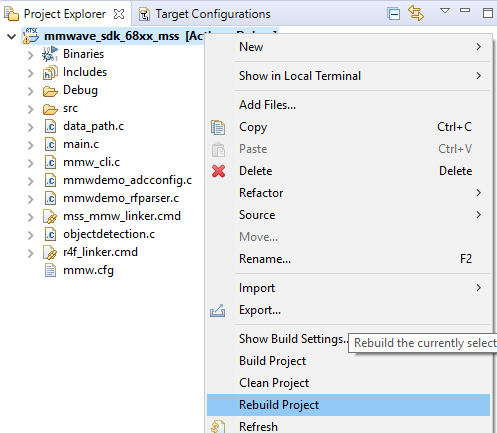 Project Explorer
Target Configurations
mmwave_sdk_68xx_mss
Binaries
Includes
Debug
src
data_path.c
main.c
mmw_cli.c
mmwdemo_adcconfig.c
mmwdemo_rfparser.c
mss_mmw_linker.cmd
objectdetection.c
r4f_linker.cmd
mmw.cfg
New
Show in Local Terminal
Add Files...
Copy Ctrl+C
Paste Ctrl+V
Delete Delete
Refactor
Source
Move...
Rename... F2
Import
Export...
Show Build Settings...
Rebuild the currently select
Build Project
Clean Project
Rebuild Project
Refresh